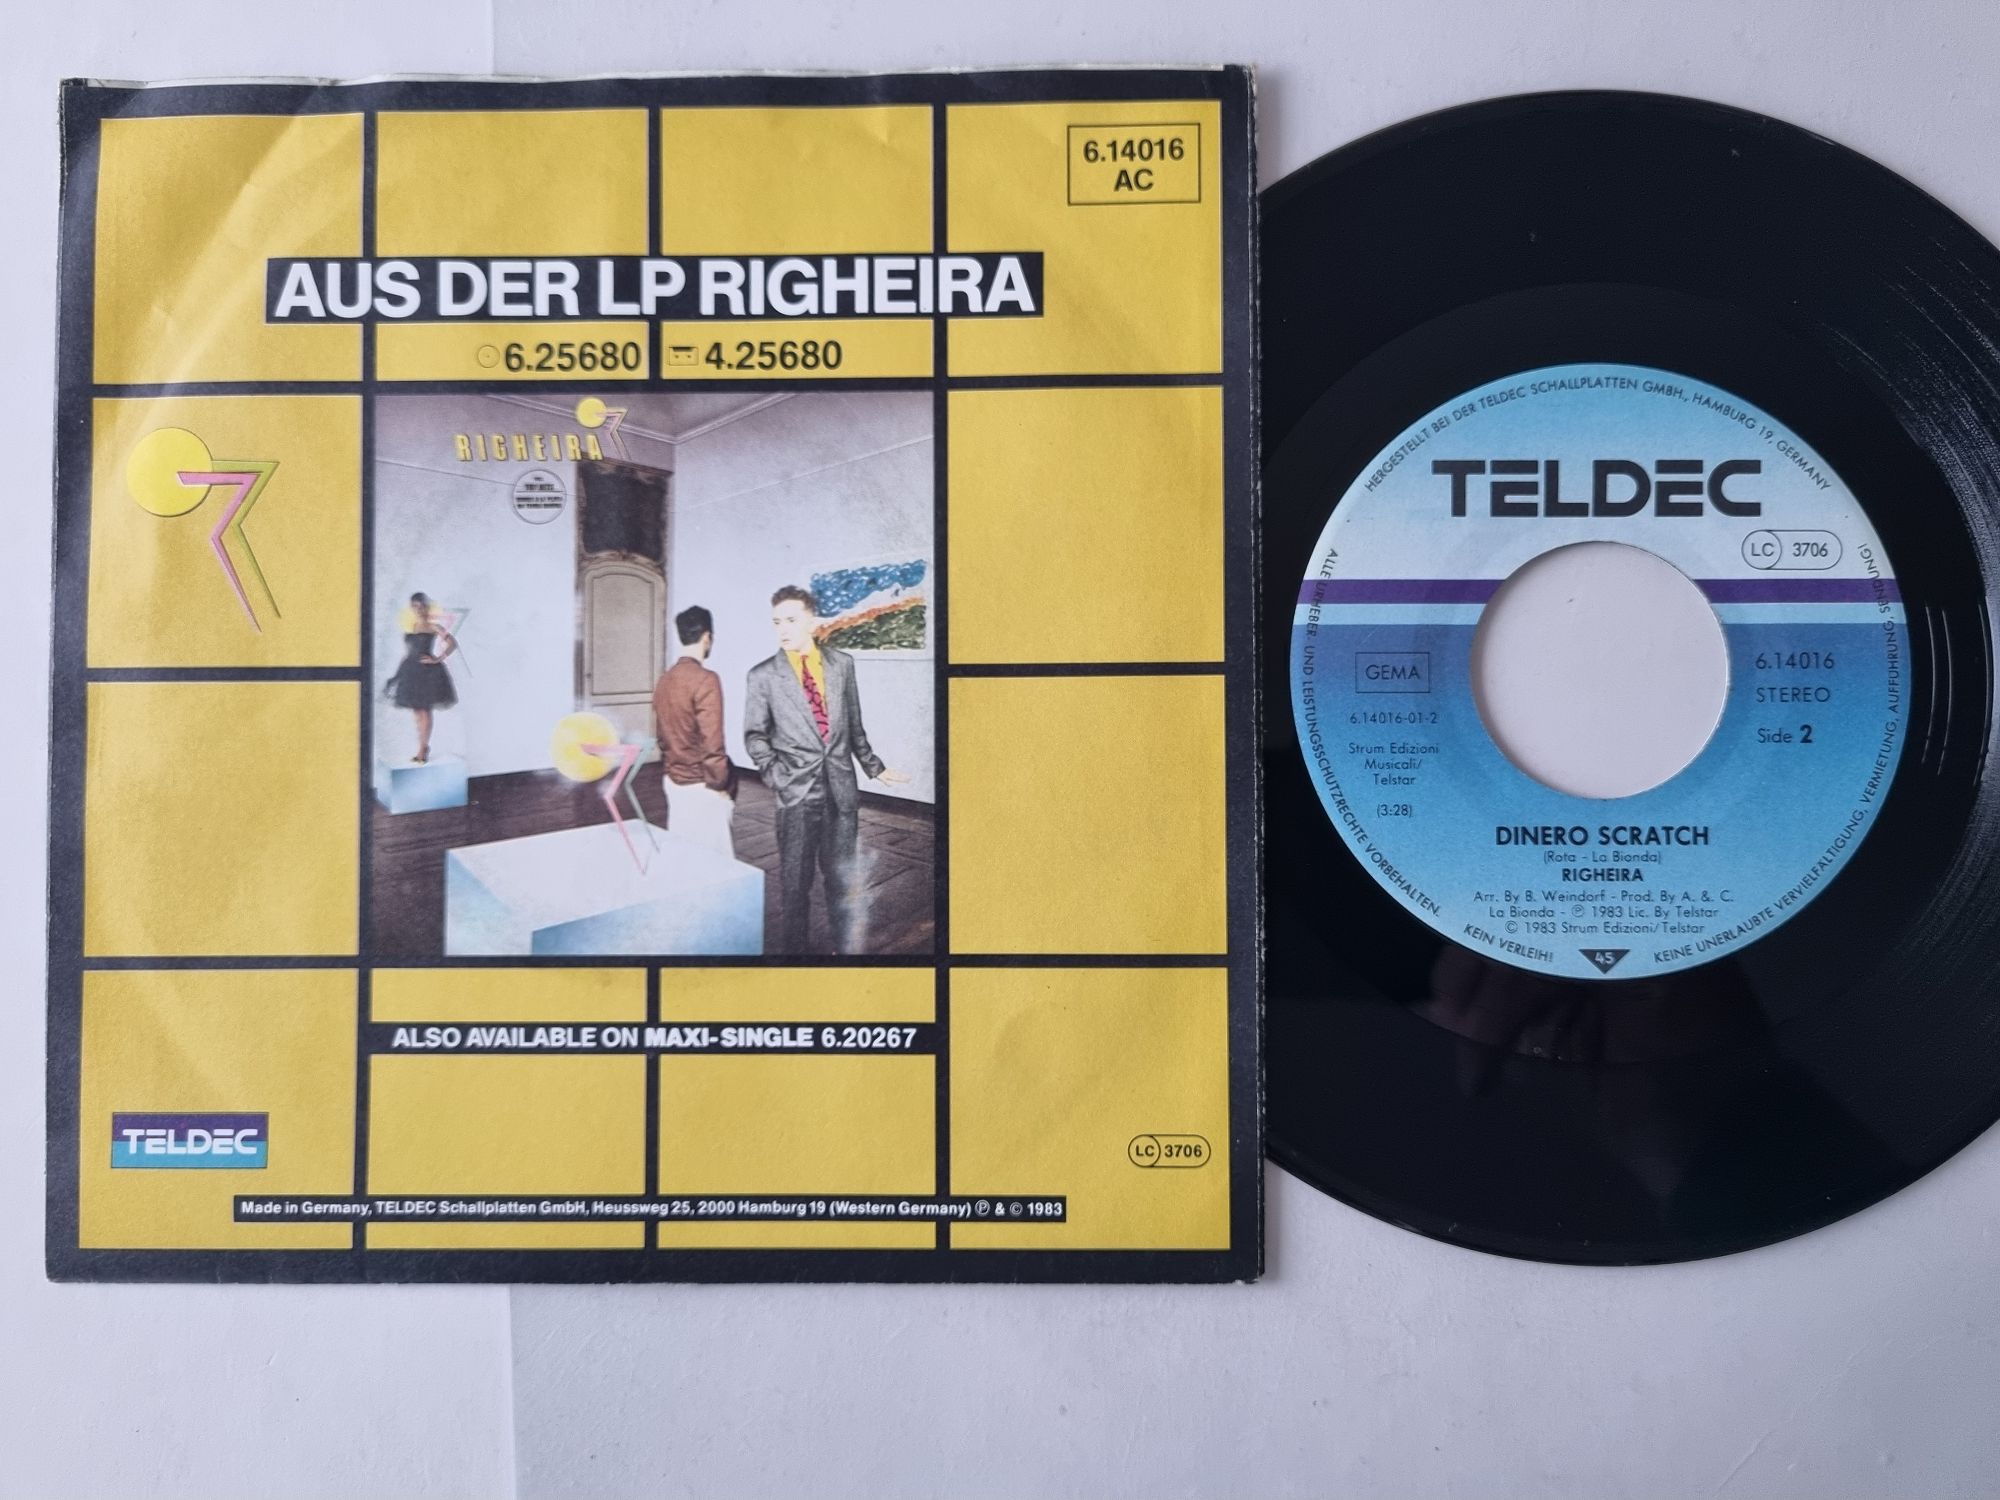 6.14016
AC
AUS DER LP RIGHEIRA
6.25680 4.25680
RIGHEIRA
ALSO AVAILABLE ON MAXI-SINGLE 6.20267
TELDEC
LC 3706
Made in Germany, TELDEC Schallplatten GmbH, Heussweg 25, 2000 Hamburg 19 (Western Germany) ℗ & © 1983
HERGESTELLT BEI DER TELDEC SCHALLPLATTEN GMBH., HAMBURG 19, GERMANY
TELDEC
LC 3706
GEMA
6.14016-01-2
Strum Edizioni
Musicali/
Telstar
(3:28)
6.14016
STEREO
Side 2
DINERO SCRATCH
(Rota - La Bionda)
RIGHEIRA
Arr. By B. Weindorf - Prod. By A. & C.
La Bionda - ℗ 1983 Lic. By Telstar
© 1983 Strum Edizioni/Telstar
ALLE URHEBER- UND LEISTUNGSSCHUTZRECHTE VORBEHALTEN. KEIN VERLEIH! KEINE UNERLAUBTE VERVIELFÄLTIGUNG, VERMIETUNG, AUFFÜHRUNG, SENDUNG!
45